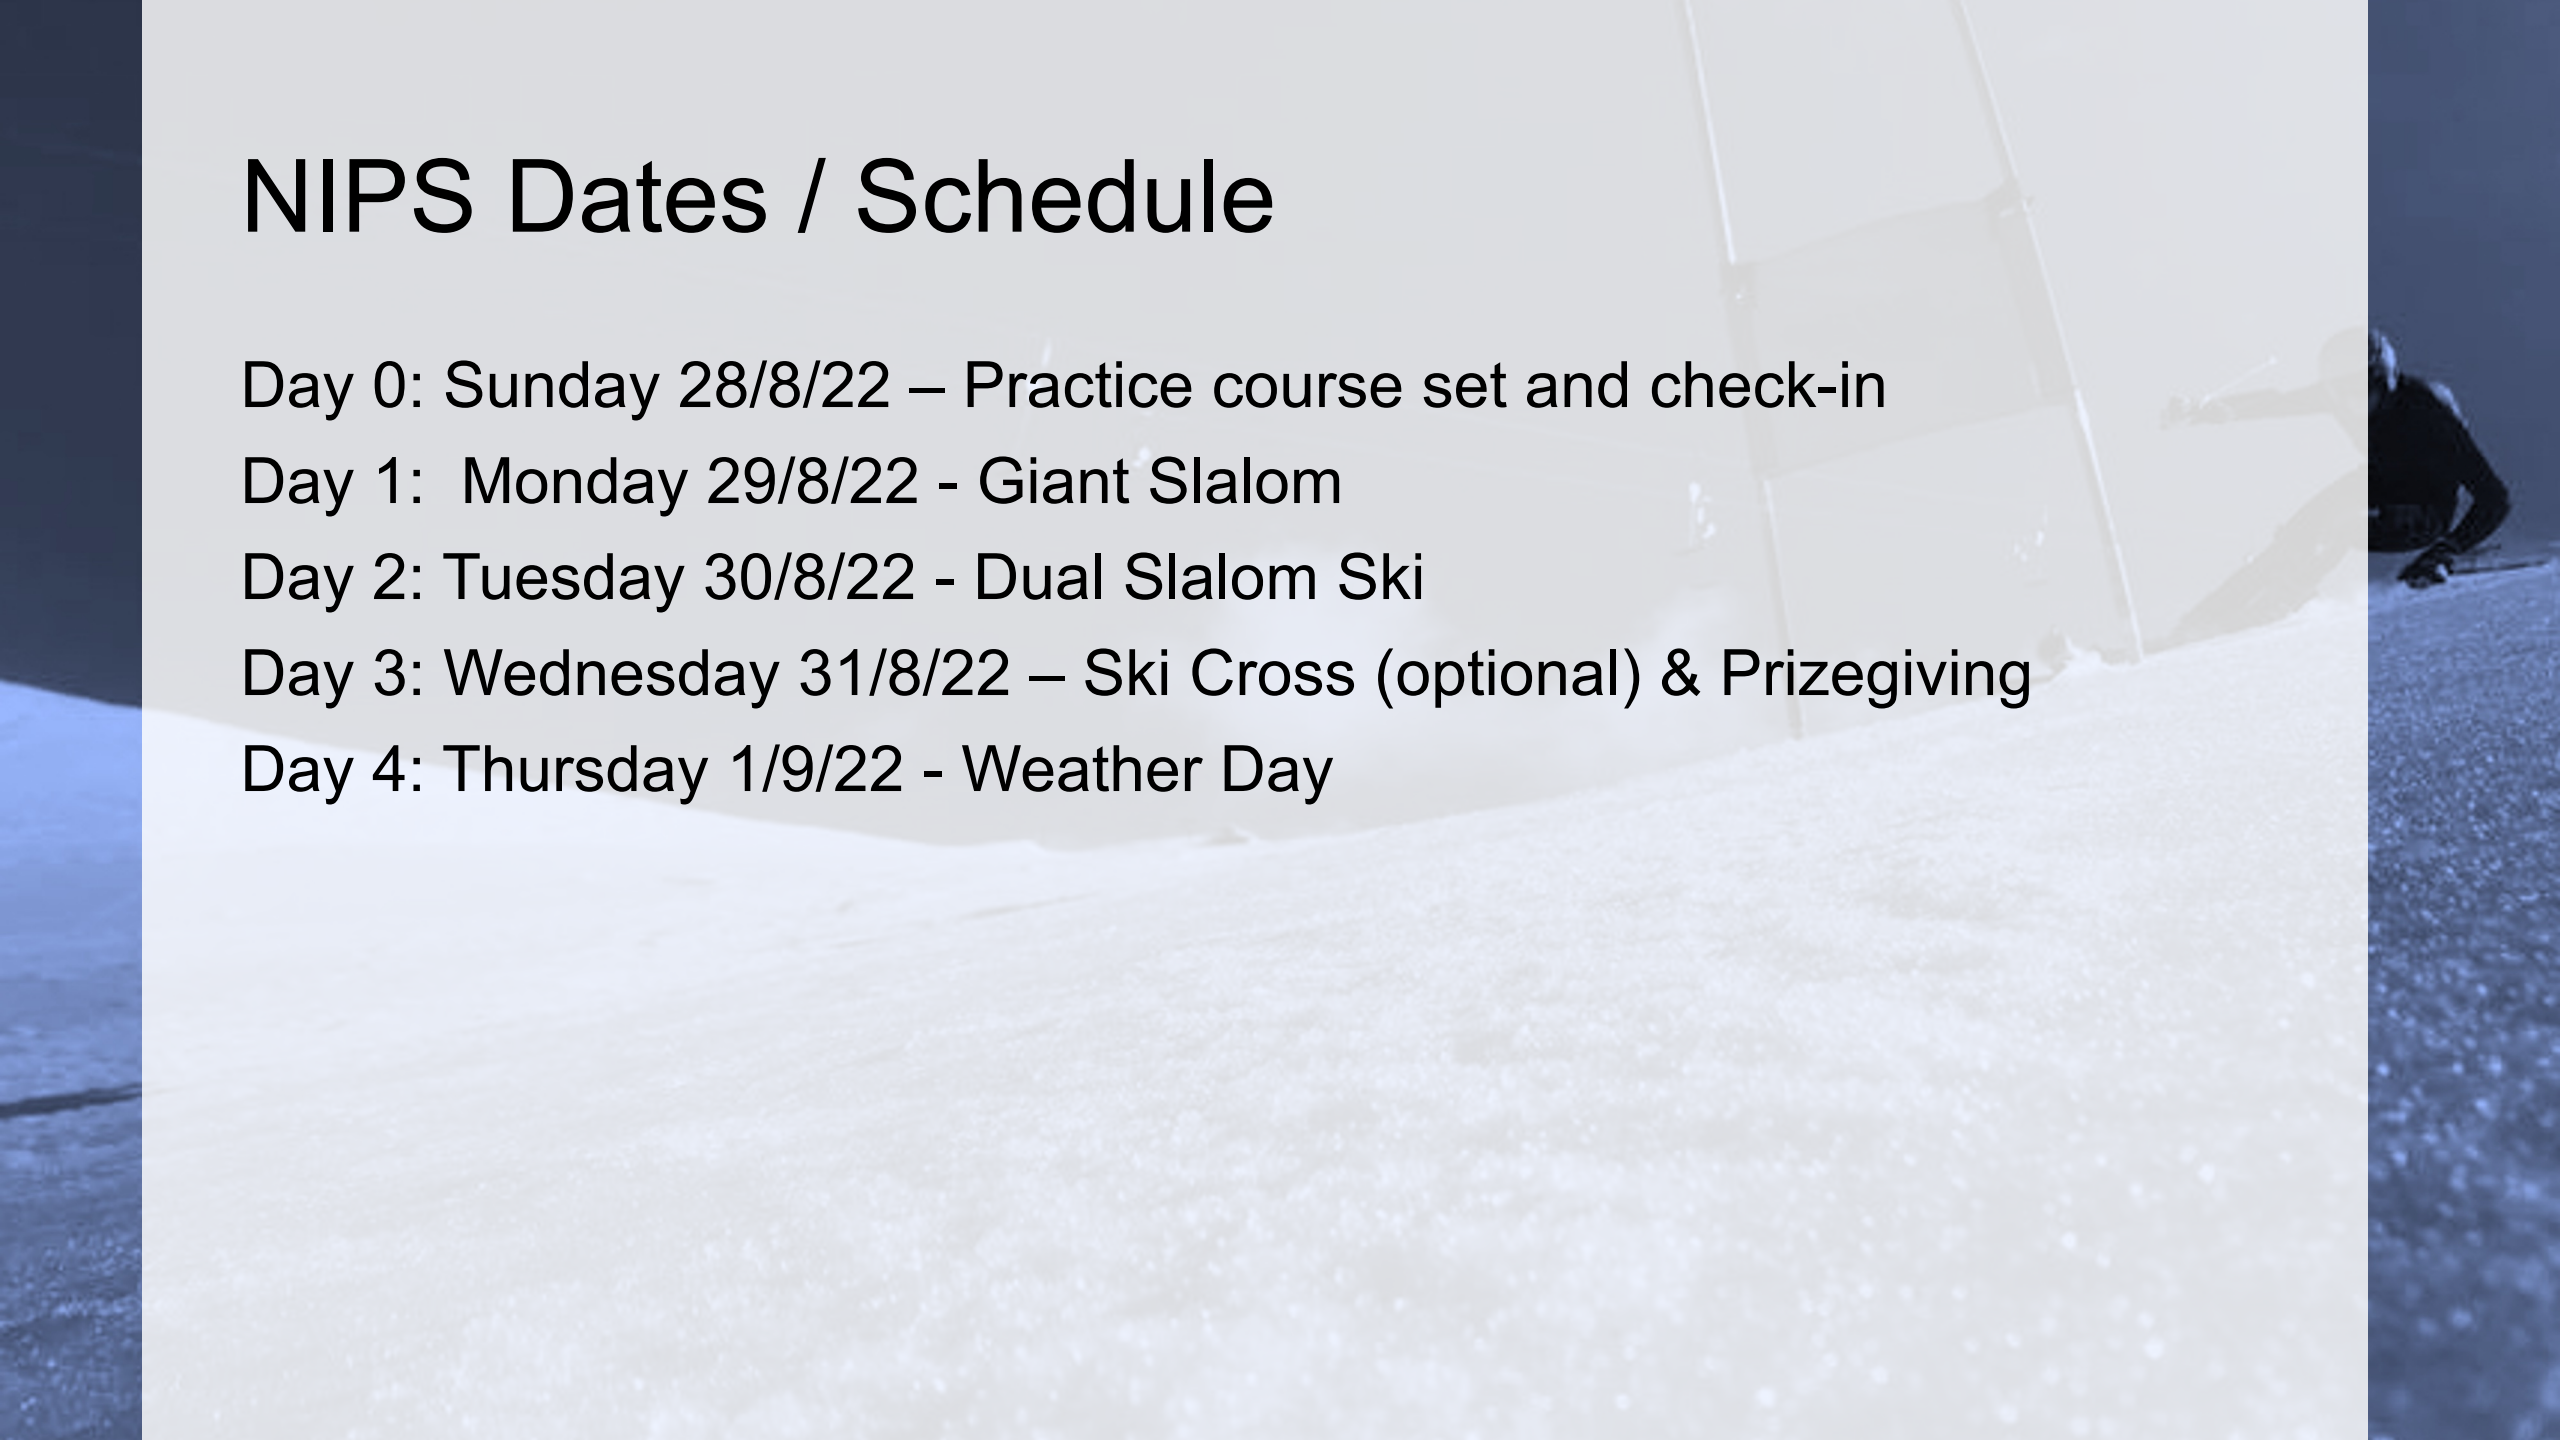 NIPS Dates / Schedule
Day 0: Sunday 28/8/22 – Practice course set and check-in
Day 1:  Monday 29/8/22 - Giant Slalom
Day 2: Tuesday 30/8/22 - Dual Slalom Ski
Day 3: Wednesday 31/8/22 – Ski Cross (optional) & Prizegiving
Day 4: Thursday 1/9/22 - Weather Day